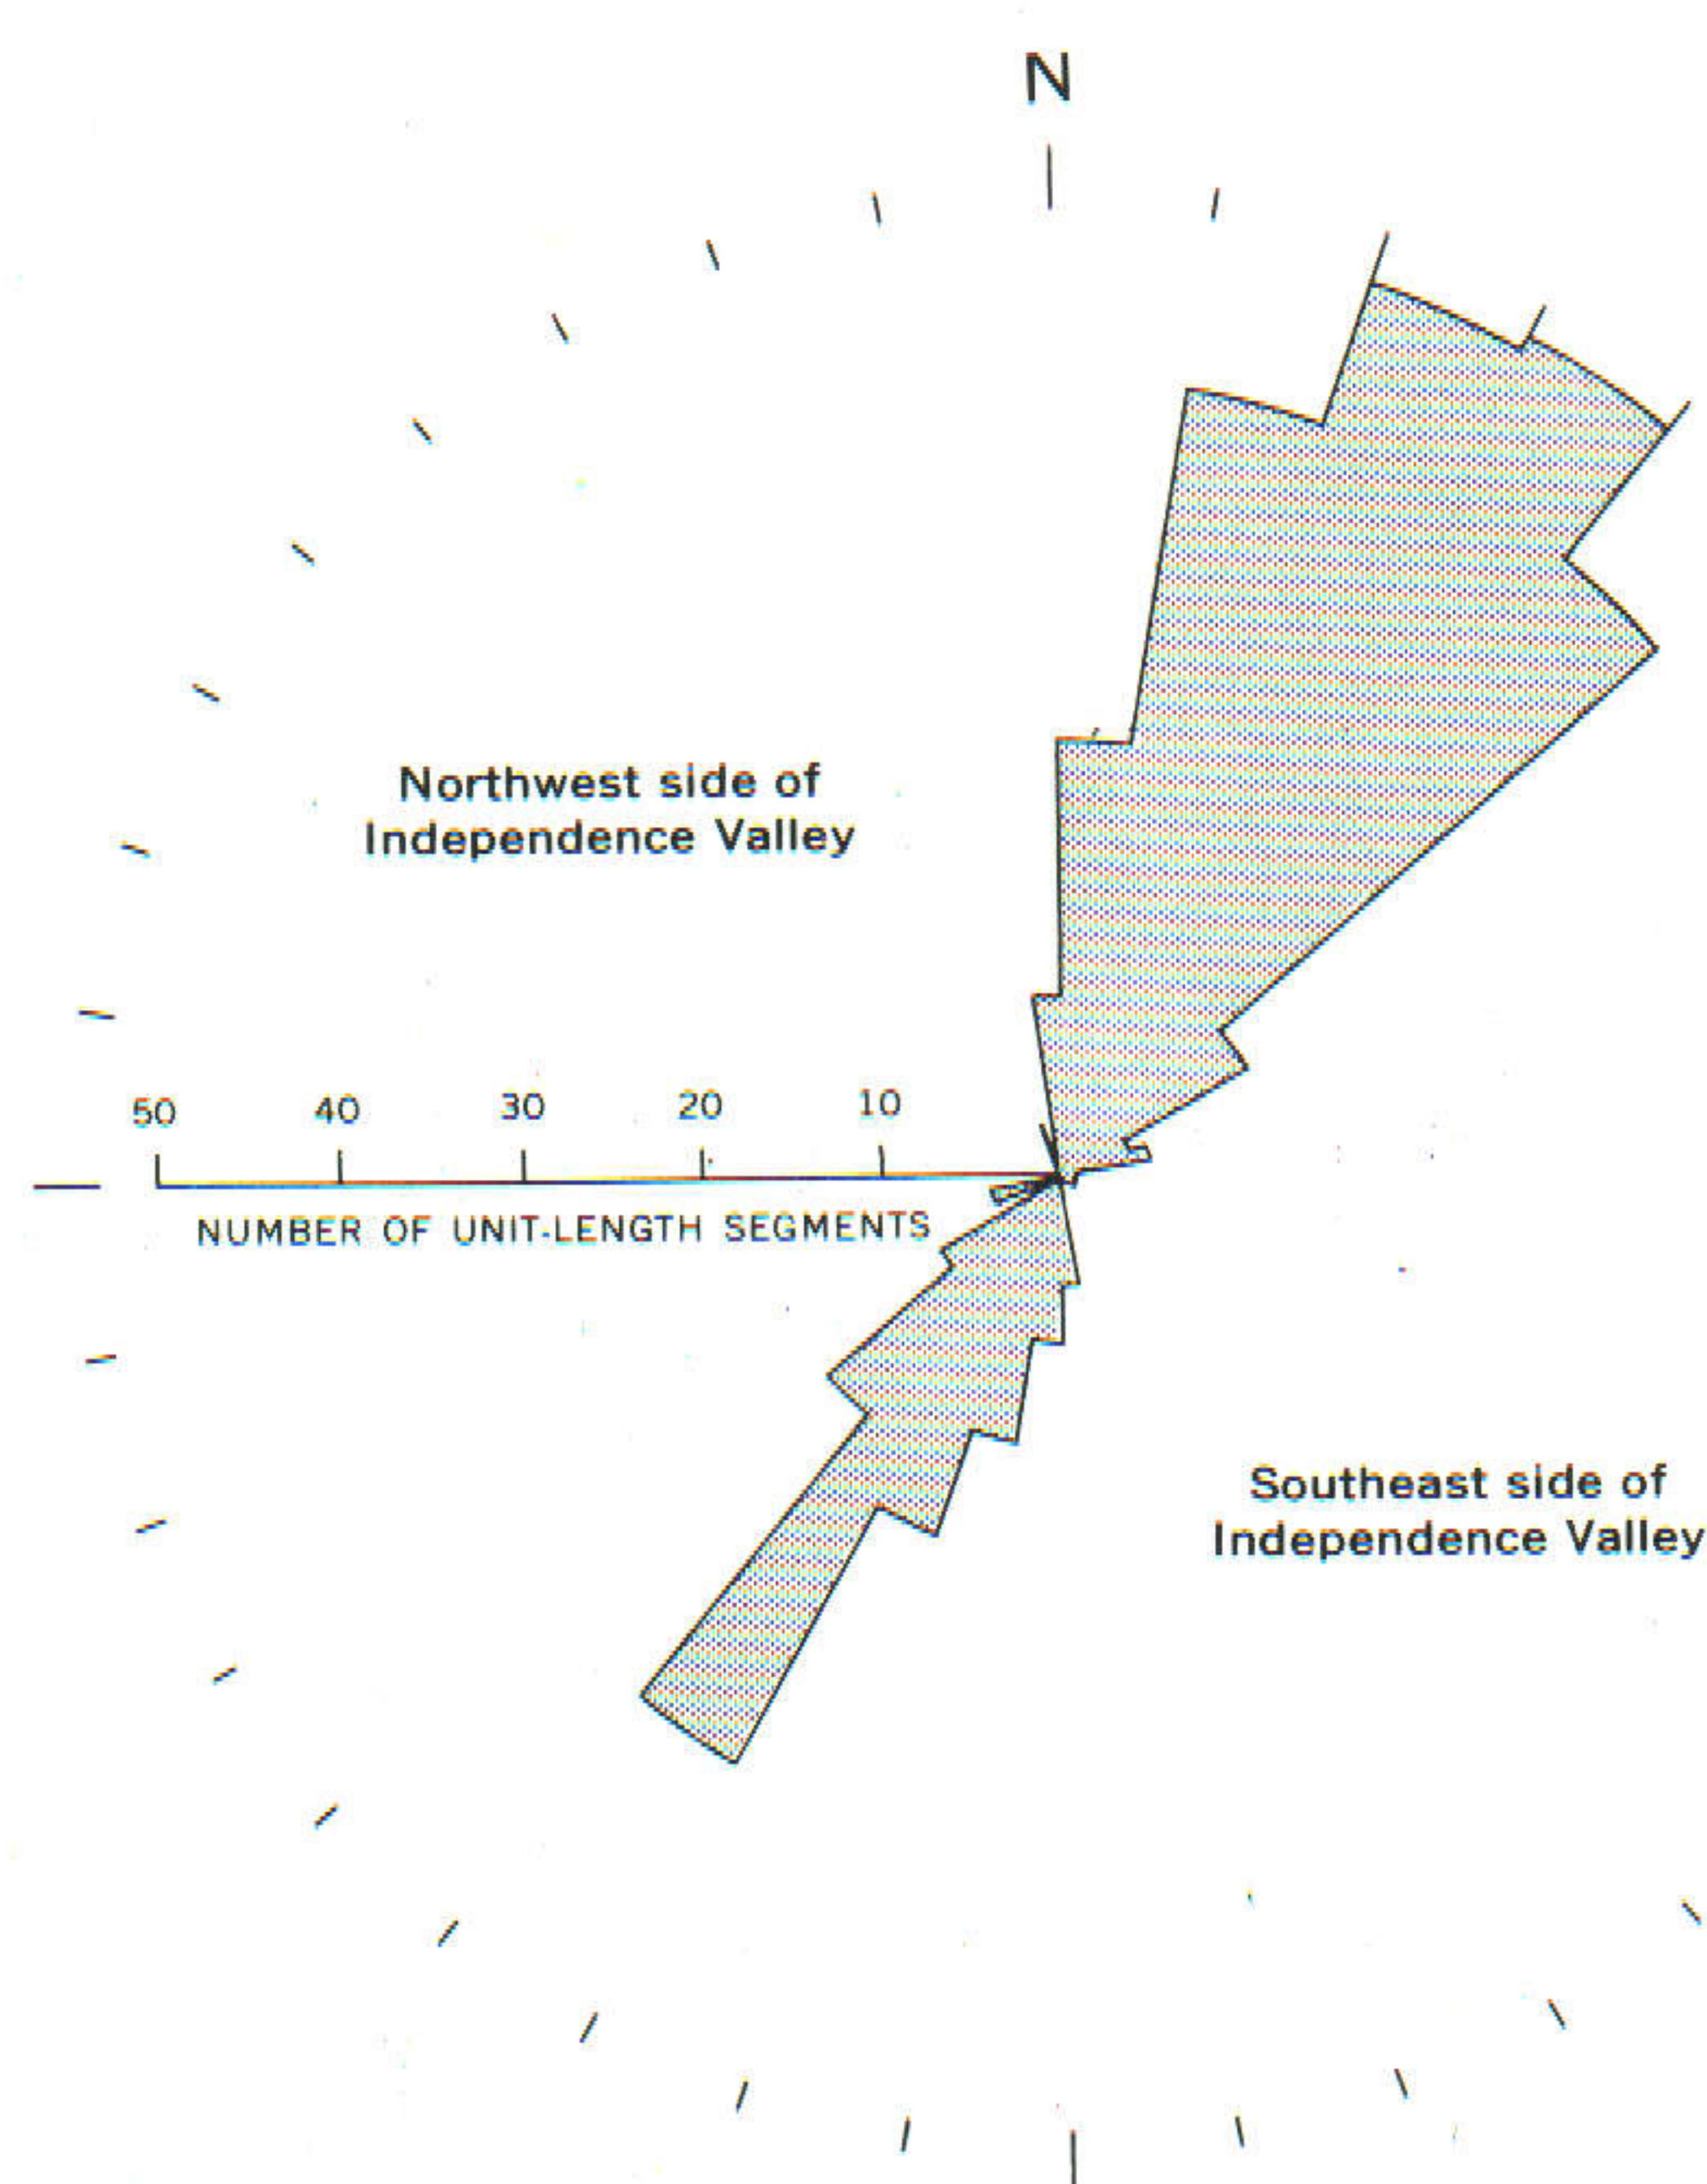 N
Northwest side of
Independence Valley
50 40 30 20 10
NUMBER OF UNIT-LENGTH SEGMENTS
Southeast side of
Independence Valley